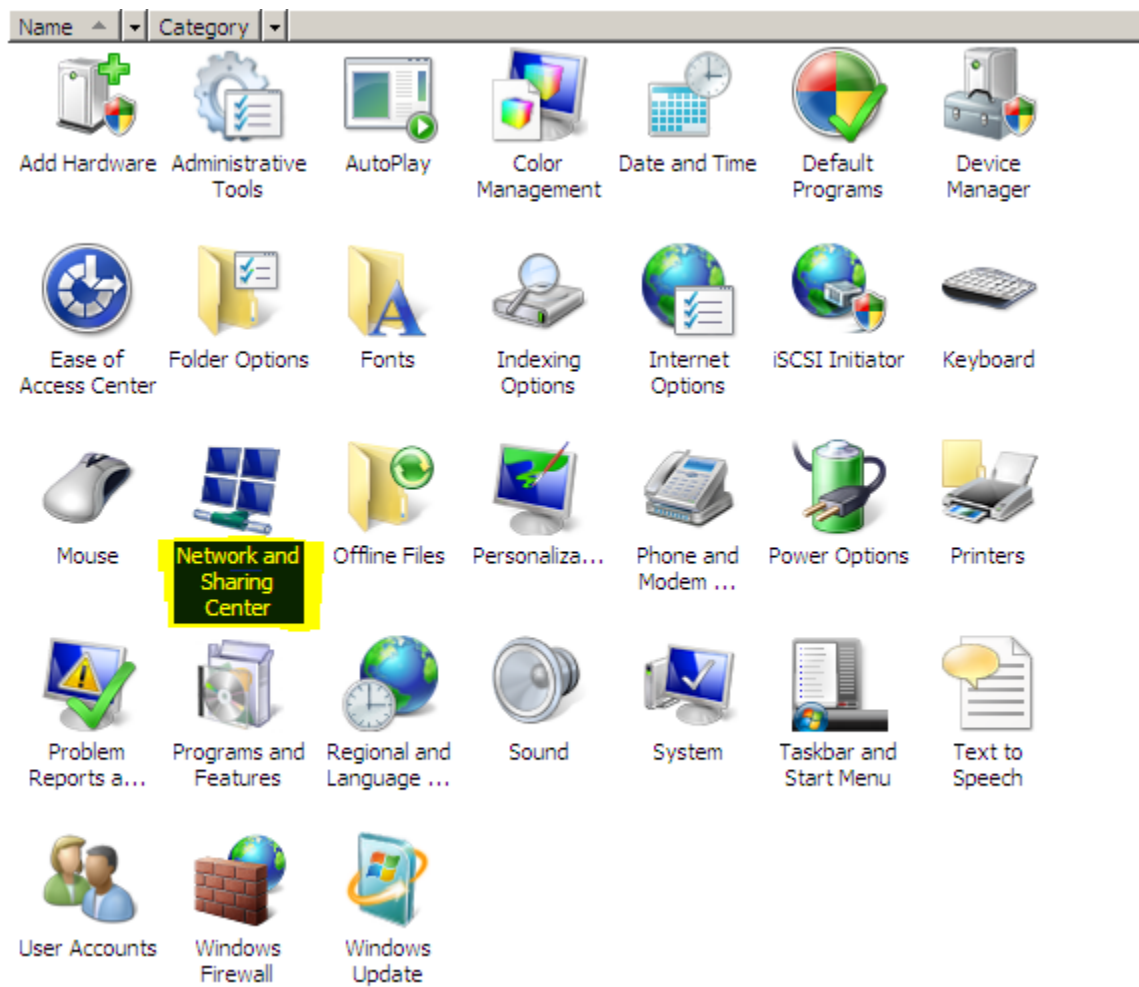 Name Category
Add Hardware Administrative AutoPlay Color Date and Time Default Device
Tools Management Programs Manager
Ease of Folder Options Fonts Indexing Internet iSCSI Initiator Keyboard
Access Center Options Options
Mouse Network and Offline Files Personaliza... Phone and Power Options Printers
Sharing Modem ...
Center
Problem Programs and Regional and Sound System Taskbar and Text to
Reports a... Features Language ... Start Menu Speech
User Accounts Windows Windows
Firewall Update